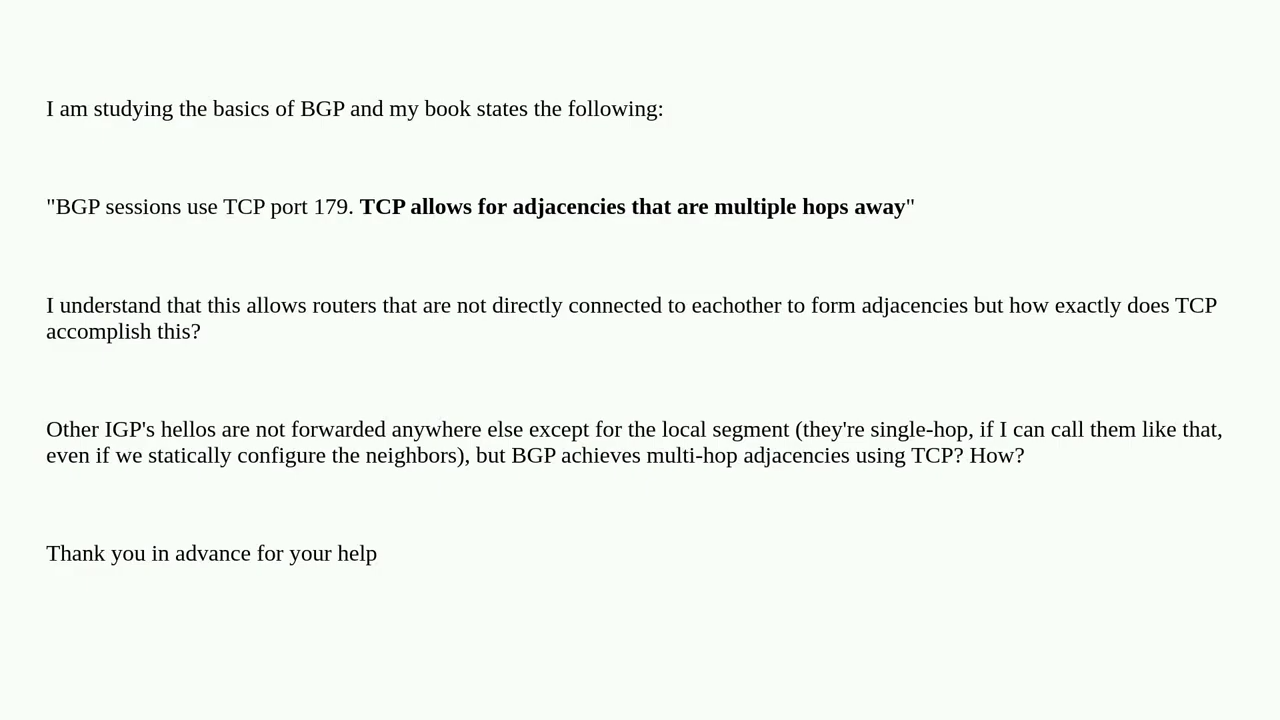 I am studying the basics of BGP and my book states the following:
"BGP sessions use TCP port 179. TCP allows for adjacencies that are multiple hops away"
I understand that this allows routers that are not directly connected to eachother to form adjacencies but how exactly does TCP
accomplish this?
Other IGP's hellos are not forwarded anywhere else except for the local segment (they're single-hop, if I can call them like that,
even if we statically configure the neighbors), but BGP achieves multi-hop adjacencies using TCP? How?
Thank you in advance for your help